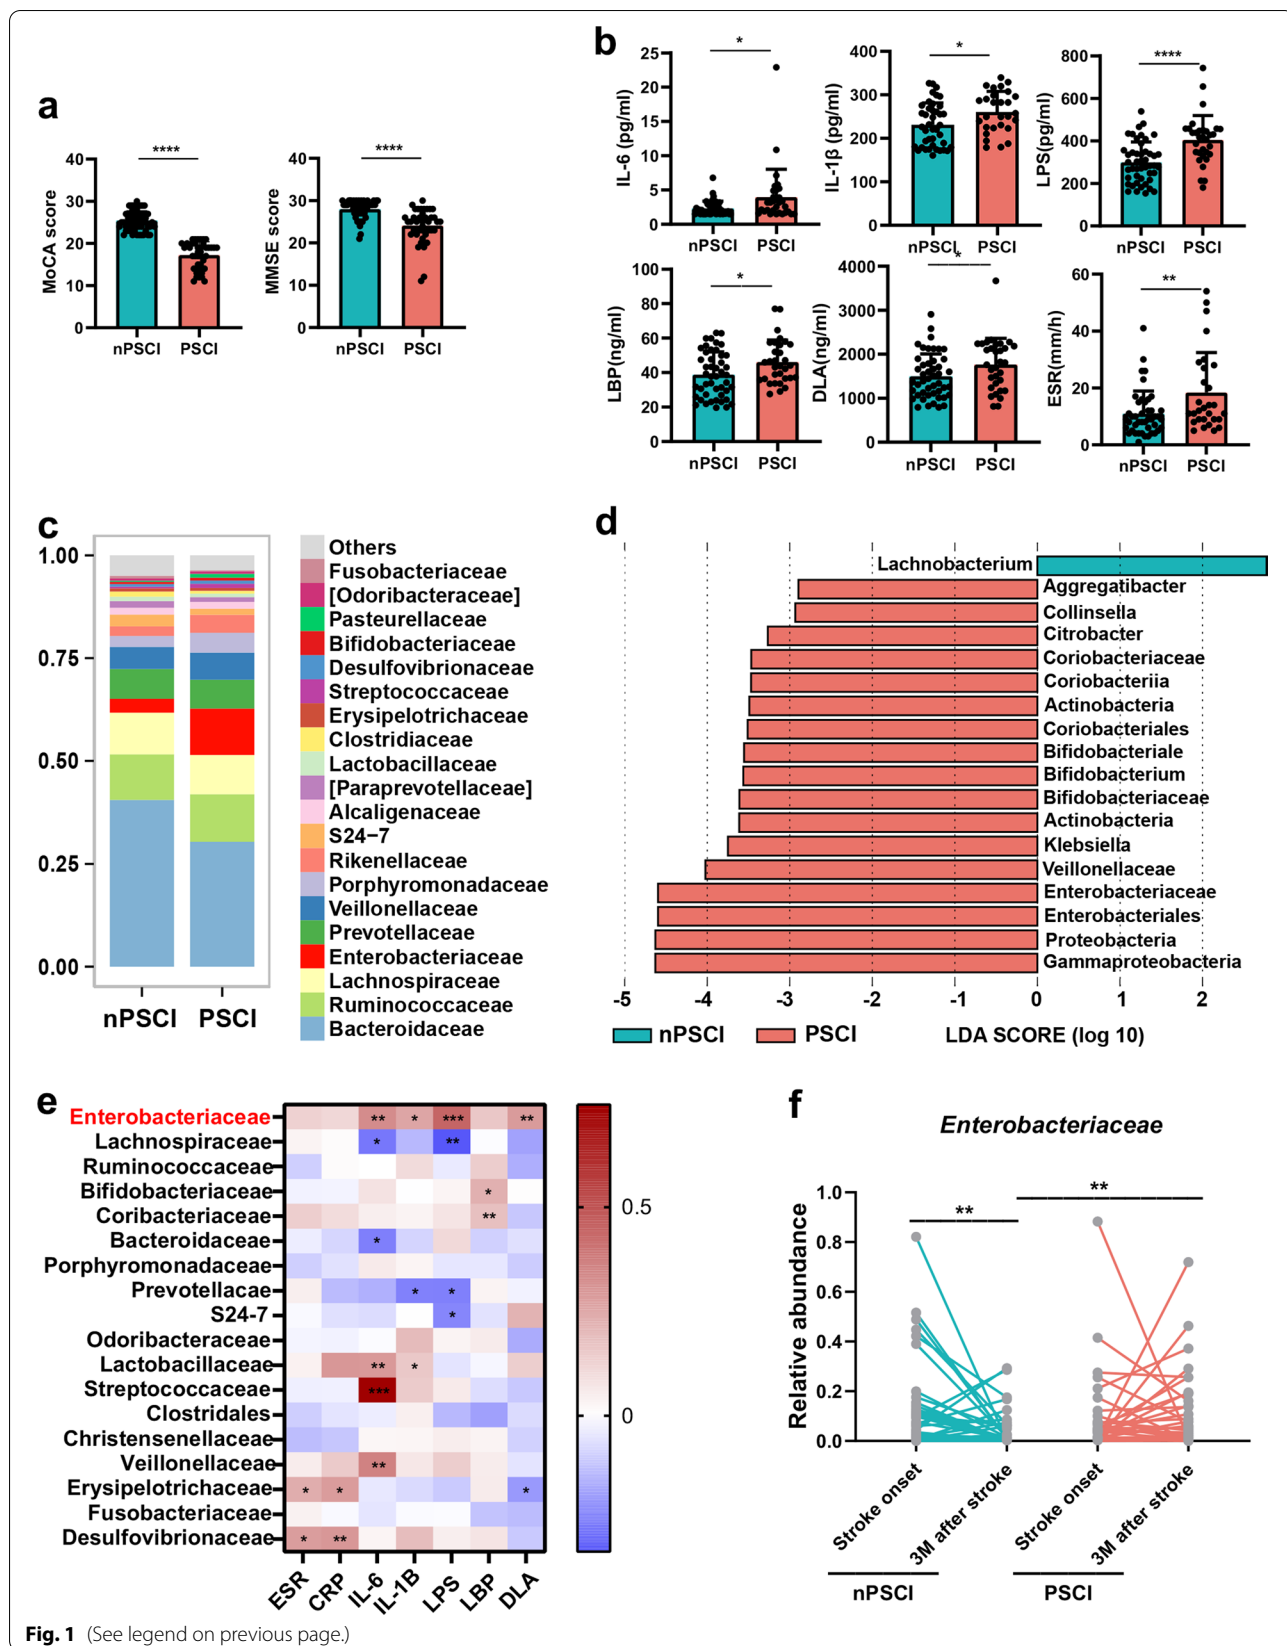 a
****
40
30
20
10
0
MoCA score
nPSCI PSCI
****
40
30
20
10
0
MMSE score
nPSCI PSCI
b
*
25
20
15
10
5
0
IL-6 (pg/ml)
nPSCI PSCI
*
400
300
200
100
0
IL-1β (pg/ml)
nPSCI PSCI
****
800
600
400
200
0
LPS(pg/ml)
nPSCI PSCI
*
100
80
60
40
20
0
LBP(ng/ml)
nPSCI PSCI
*
4000
3000
2000
1000
0
DLA(ng/ml)
nPSCI PSCI
**
60
40
20
0
ESR(mm/h)
nPSCI PSCI
c
1.00
0.75
0.50
0.25
0.00
nPSCI PSCI
Others
Fusobacteriaceae
[Odoribacteraceae]
Pasteurellaceae
Bifidobacteriaceae
Desulfovibrionaceae
Streptococcaceae
Erysipelotrichaceae
Clostridiaceae
Lactobacillaceae
[Paraprevotellaceae]
Alcaligenaceae
S24−7
Rikenellaceae
Porphyromonadaceae
Veillonellaceae
Prevotellaceae
Enterobacteriaceae
Lachnospiraceae
Ruminococcaceae
Bacteroidaceae
d
Lachnobacterium
Aggregatibacter
Collinsella
Citrobacter
Coriobacteriaceae
Coriobacteriia
Actinobacteria
Coriobacteriales
Bifidobacteriale
Bifidobacterium
Bifidobacteriaceae
Actinobacteria
Klebsiella
Veillonellaceae
Enterobacteriaceae
Enterobacteriales
Proteobacteria
Gammaproteobacteria
-5 -4 -3 -2 -1 0 1 2
nPSCI PSCI LDA SCORE (log 10)
e
Enterobacteriaceae ** * *** **
Lachnospiraceae * **
Ruminococcaceae
Bifidobacteriaceae *
Coribacteriaceae **
Bacteroidaceae *
Porphyromonadaceae
Prevotellacae * *
S24-7 *
Odoribacteraceae
Lactobacillaceae ** *
Streptococcaceae ***
Clostridales
Christensenellaceae
Veillonellaceae **
Erysipelotrichaceae * * *
Fusobacteriaceae
Desulfovibrionaceae * **
ESR CRP IL-6 IL-1B LPS LBP DLA
0.5
0
f
Enterobacteriaceae
** **
1.0
0.8
0.6
0.4
0.2
0.0
Relative abundance
Stroke onset 3M after stroke Stroke onset 3M after stroke
nPSCI PSCI
Fig. 1 (See legend on previous page.)